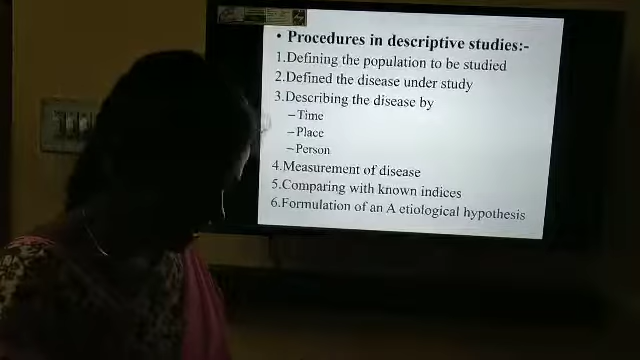 • Procedures in descriptive studies:-
1.Defining the population to be studied
2.Defined the disease under study
3.Describing the disease by
–Time
–Place
–Person
4.Measurement of disease
5.Comparing with known indices
6.Formulation of an A etiological hypothesis